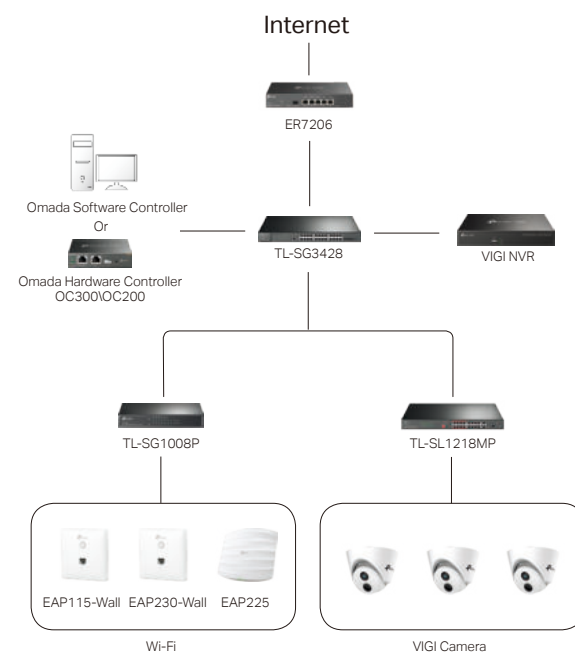 Internet
ER7206
Omada Software Controller
Or
Omada Hardware Controller
OC300\OC200
TL-SG3428
VIGI NVR
TL-SG1008P
TL-SL1218MP
EAP115-Wall
EAP230-Wall
EAP225
Wi-Fi
VIGI Camera